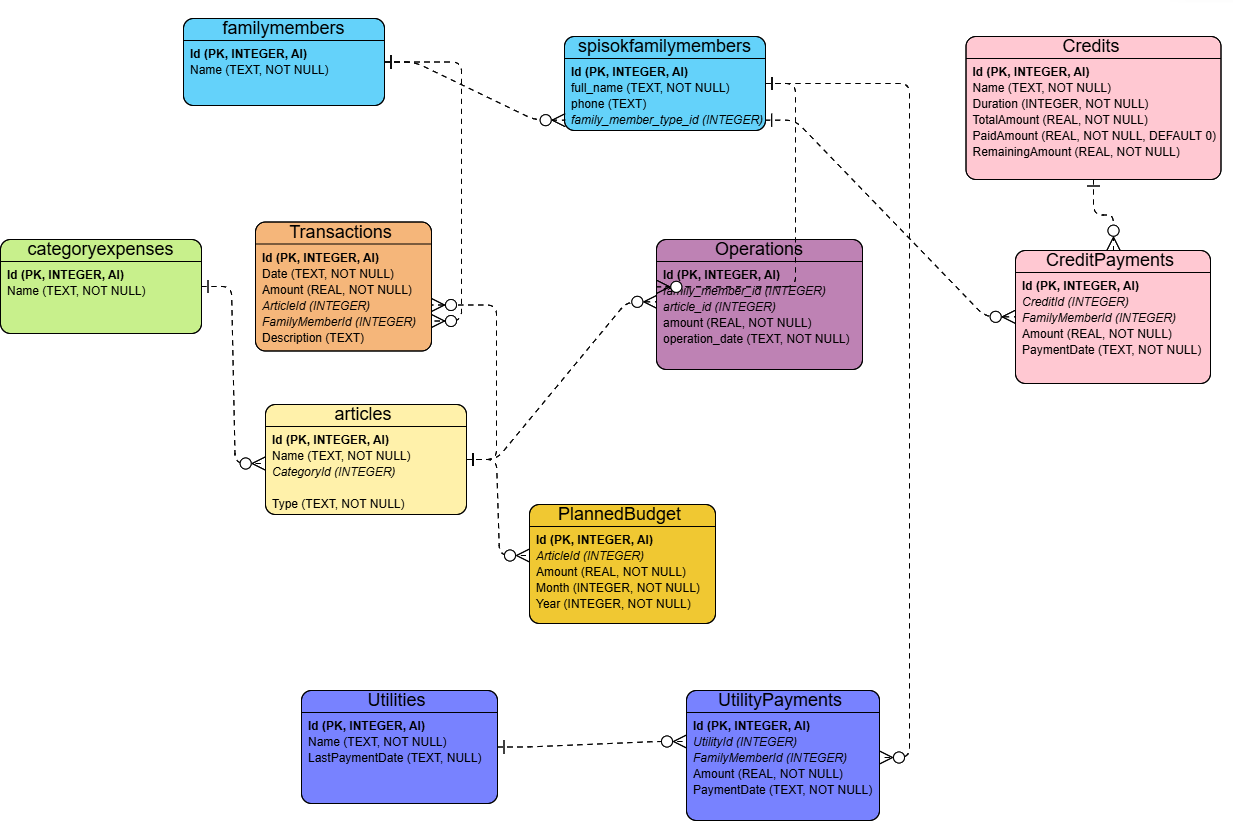 familymembers
Id (PK, INTEGER, AI)
Name (TEXT, NOT NULL)
spisokfamilymembers
Id (PK, INTEGER, AI)
full_name (TEXT, NOT NULL)
phone (TEXT)
family_member_type_id (INTEGER)
Credits
Id (PK, INTEGER, AI)
Name (TEXT, NOT NULL)
Duration (INTEGER, NOT NULL)
TotalAmount (REAL, NOT NULL)
PaidAmount (REAL, NOT NULL, DEFAULT 0)
RemainingAmount (REAL, NOT NULL)
categoryexpenses
Id (PK, INTEGER, AI)
Name (TEXT, NOT NULL)
Transactions
Id (PK, INTEGER, AI)
Date (TEXT, NOT NULL)
Amount (REAL, NOT NULL)
ArticleId (INTEGER)
FamilyMemberId (INTEGER)
Description (TEXT)
Operations
Id (PK, INTEGER, AI)
family_member_id (INTEGER)
article_id (INTEGER)
amount (REAL, NOT NULL)
operation_date (TEXT, NOT NULL)
CreditPayments
Id (PK, INTEGER, AI)
CreditId (INTEGER)
FamilyMemberId (INTEGER)
Amount (REAL, NOT NULL)
PaymentDate (TEXT, NOT NULL)
articles
Id (PK, INTEGER, AI)
Name (TEXT, NOT NULL)
CategoryId (INTEGER)
Type (TEXT, NOT NULL)
PlannedBudget
Id (PK, INTEGER, AI)
ArticleId (INTEGER)
Amount (REAL, NOT NULL)
Month (INTEGER, NOT NULL)
Year (INTEGER, NOT NULL)
Utilities
Id (PK, INTEGER, AI)
Name (TEXT, NOT NULL)
LastPaymentDate (TEXT, NULL)
UtilityPayments
Id (PK, INTEGER, AI)
UtilityId (INTEGER)
FamilyMemberId (INTEGER)
Amount (REAL, NOT NULL)
PaymentDate (TEXT, NOT NULL)